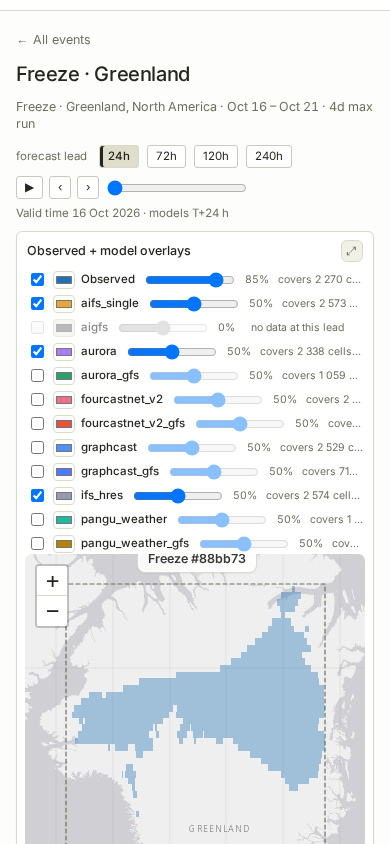 ← All events
Freeze · Greenland
Freeze · Greenland, North America · Oct 16 – Oct 21 · 4d max
run
forecast lead 24h 72h 120h 240h
▶ ‹ ›
Valid time 16 Oct 2026 · models T+24 h
Observed + model overlays ⤢
Observed 85% covers 2 270 c…
aifs_single 50% covers 2 573 …
aigfs 0% no data at this lead
aurora 50% covers 2 338 cells…
aurora_gfs 50% covers 1 059 …
fourcastnet_v2 50% covers 2 …
fourcastnet_v2_gfs 50% cove…
graphcast 50% covers 2 529 c…
graphcast_gfs 50% covers 71…
ifs_hres 50% covers 2 574 cell…
pangu_weather 50% covers 1 …
pangu_weather_gfs 50% cov…
Freeze #88bb73
+
−
GREENLAND